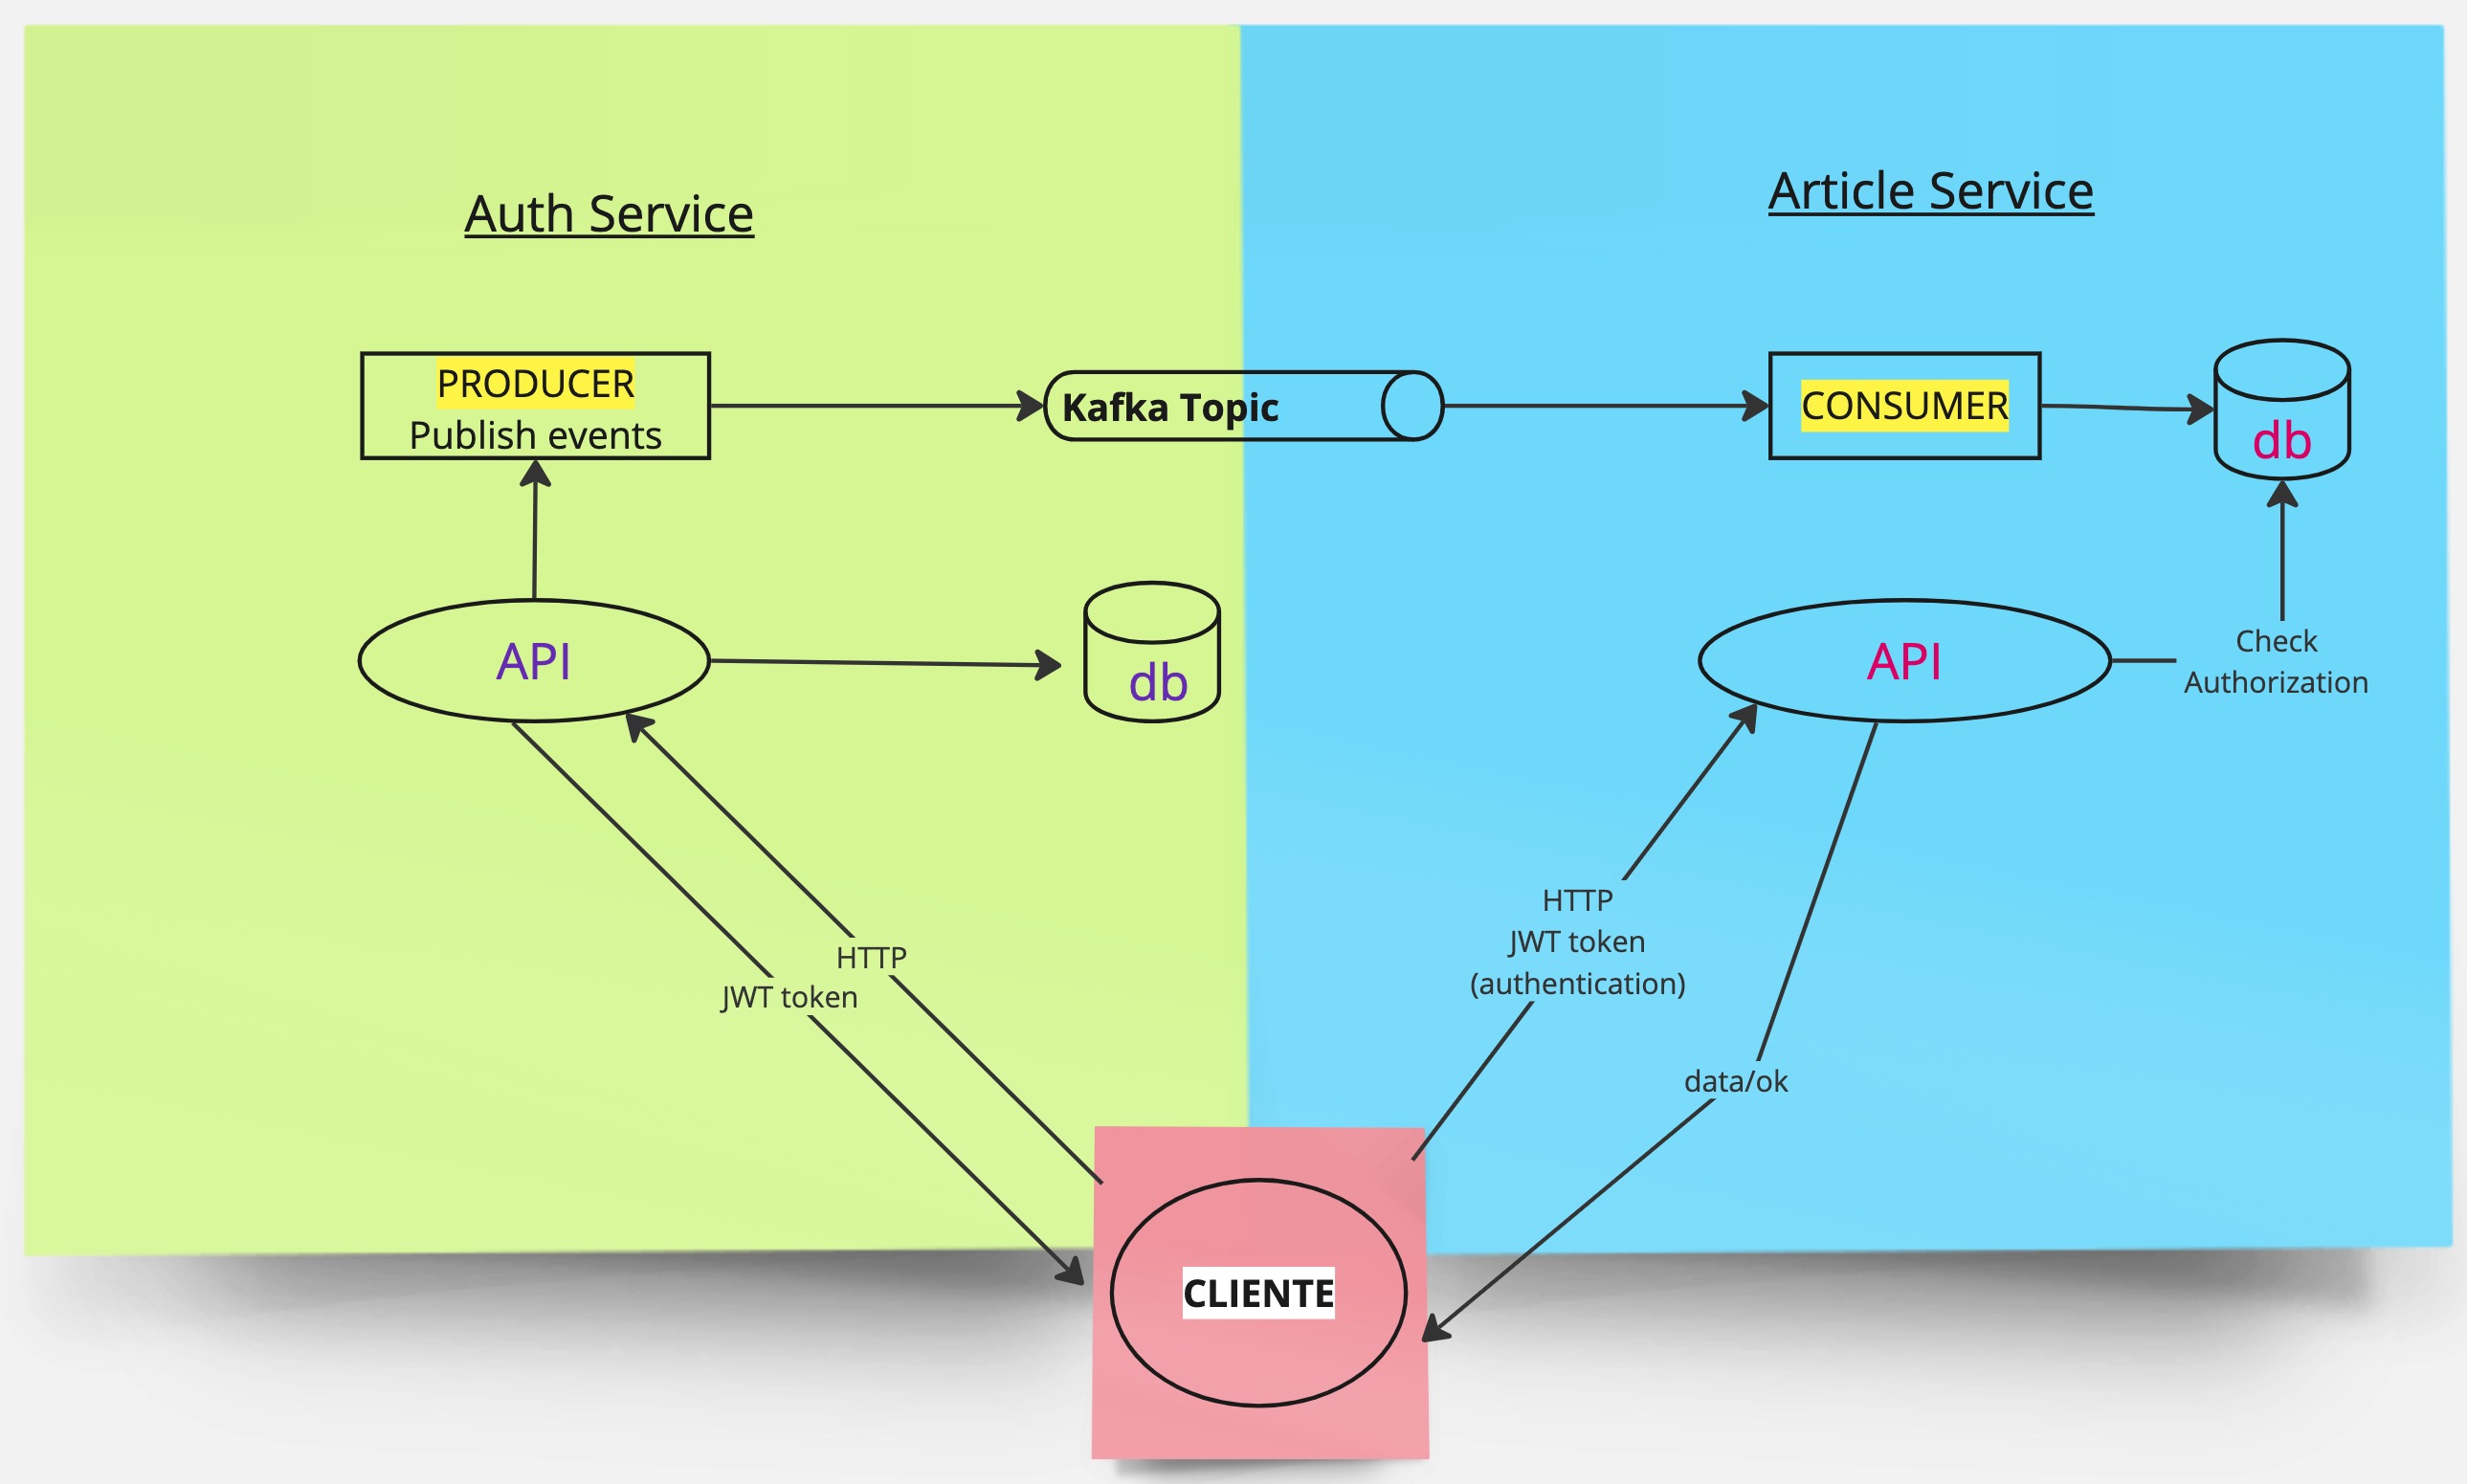 Auth Service
Article Service
PRODUCER
Publish events
Kafka Topic
CONSUMER
db
API
db
API
Check
Authorization
HTTP
JWT token
HTTP
JWT token
(authentication)
data/ok
CLIENTE